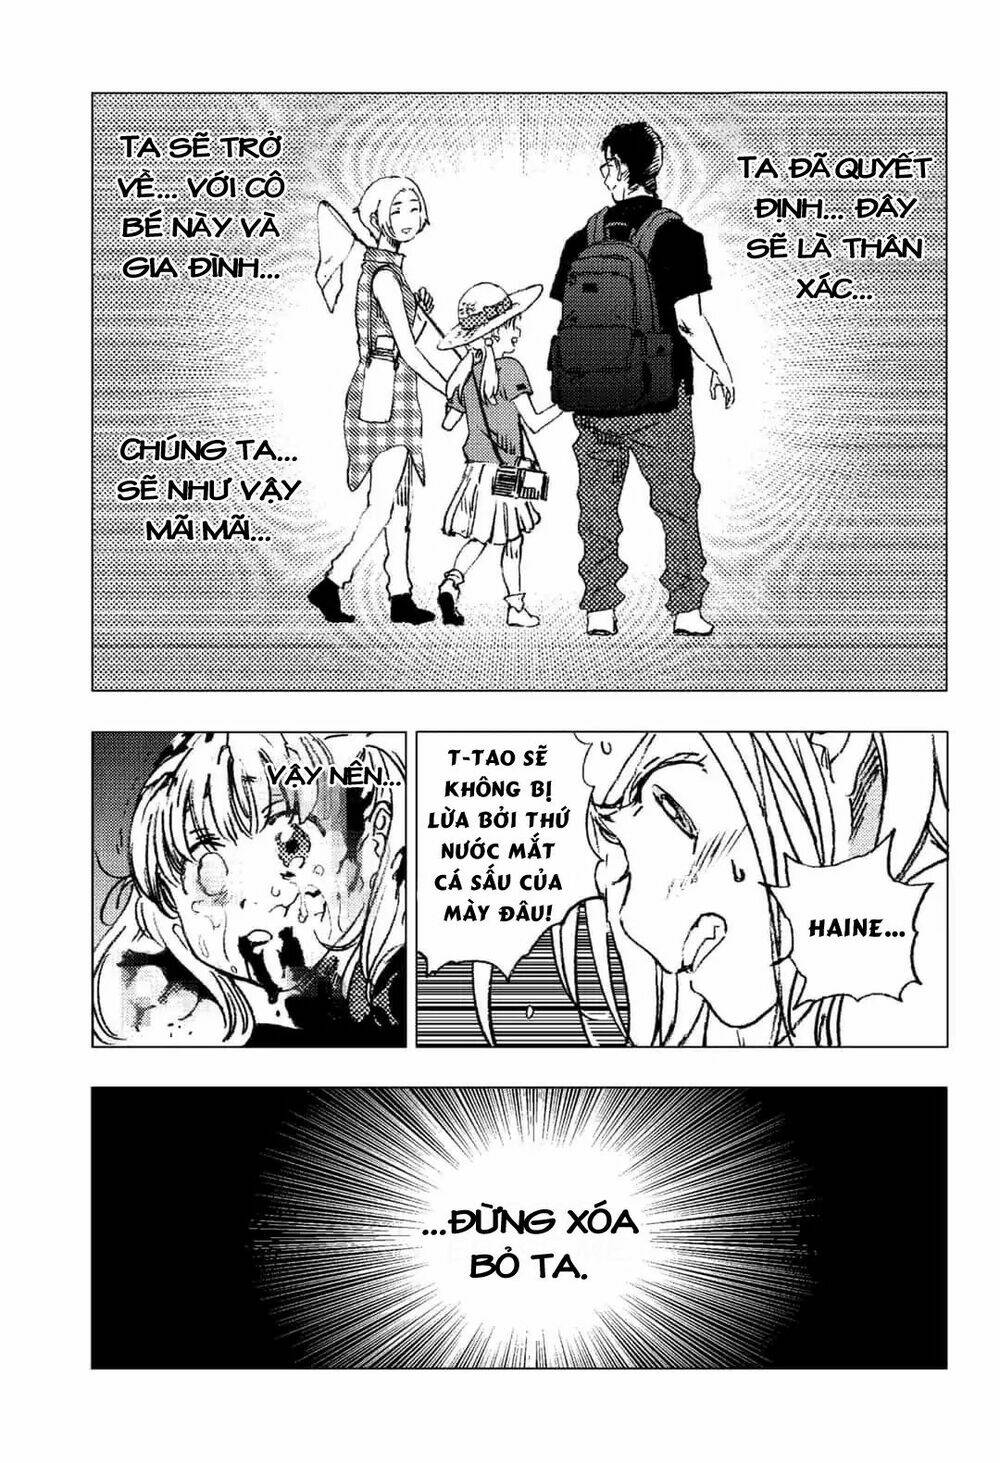 TA ĐÃ QUYẾT
ĐỊNH... ĐÂY
SẼ LÀ THÂN
XÁC...
TA SẼ TRỞ
VỀ... VỚI CÔ
BÉ NÀY VÀ
GIA ĐÌNH...
CHÚNG TA...
SẼ NHƯ VẬY
MÃI MÃI...
HAINE...
T-TAO SẼ
KHÔNG BỊ
LỪA BỞI THỨ
NƯỚC MẮT
CÁ SẤU CỦA
MÀY ĐÂU!
VẬY NÊN...
...ĐỪNG XÓA
BỎ TA.